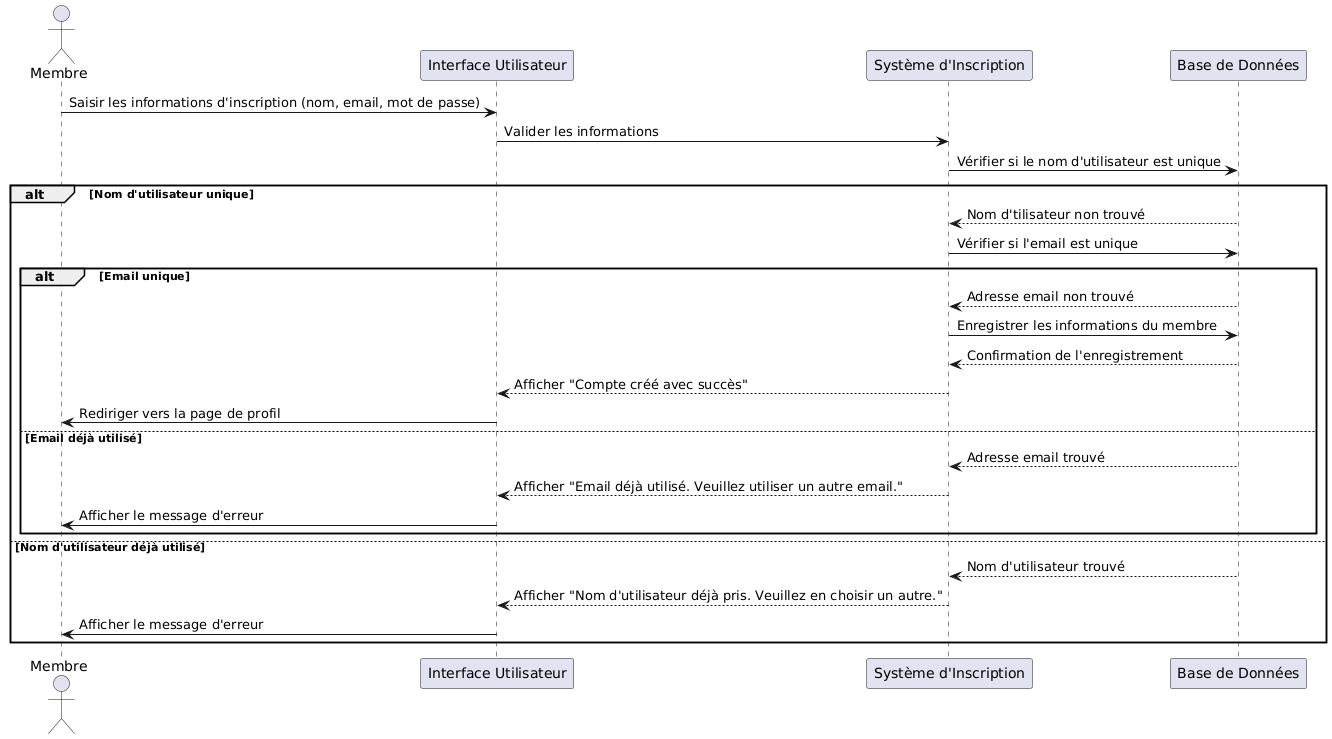 Membre
Interface Utilisateur
Système d'Inscription
Base de Données
Saisir les informations d'inscription (nom, email, mot de passe)
Valider les informations
Vérifier si le nom d'utilisateur est unique
alt [Nom d'utilisateur unique]
Nom d'tilisateur non trouvé
Vérifier si l'email est unique
alt [Email unique]
Adresse email non trouvé
Enregistrer les informations du membre
Confirmation de l'enregistrement
Afficher "Compte créé avec succès"
Rediriger vers la page de profil
[Email déjà utilisé]
Adresse email trouvé
Afficher "Email déjà utilisé. Veuillez utiliser un autre email."
Afficher le message d'erreur
[Nom d'utilisateur déjà utilisé]
Nom d'utilisateur trouvé
Afficher "Nom d'utilisateur déjà pris. Veuillez en choisir un autre."
Afficher le message d'erreur
Membre
Interface Utilisateur
Système d'Inscription
Base de Données